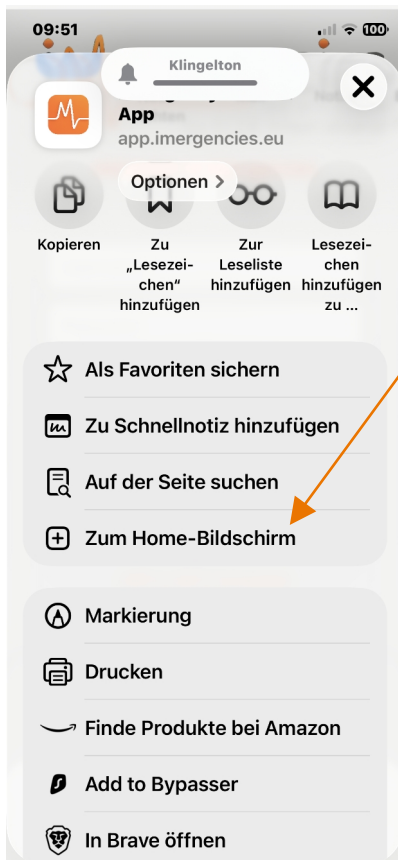 09:51
100
Klingelton
App
app.imergencies.eu
Optionen
Kopieren
Zu
„Lesezei-
chen“
hinzufügen
Zur
Leseliste
hinzufügen
Lesezei-
chen
hinzufügen
zu ...
Als Favoriten sichern
Zu Schnellnotiz hinzufügen
Auf der Seite suchen
Zum Home-Bildschirm
Markierung
Drucken
Finde Produkte bei Amazon
Add to Bypasser
In Brave öffnen